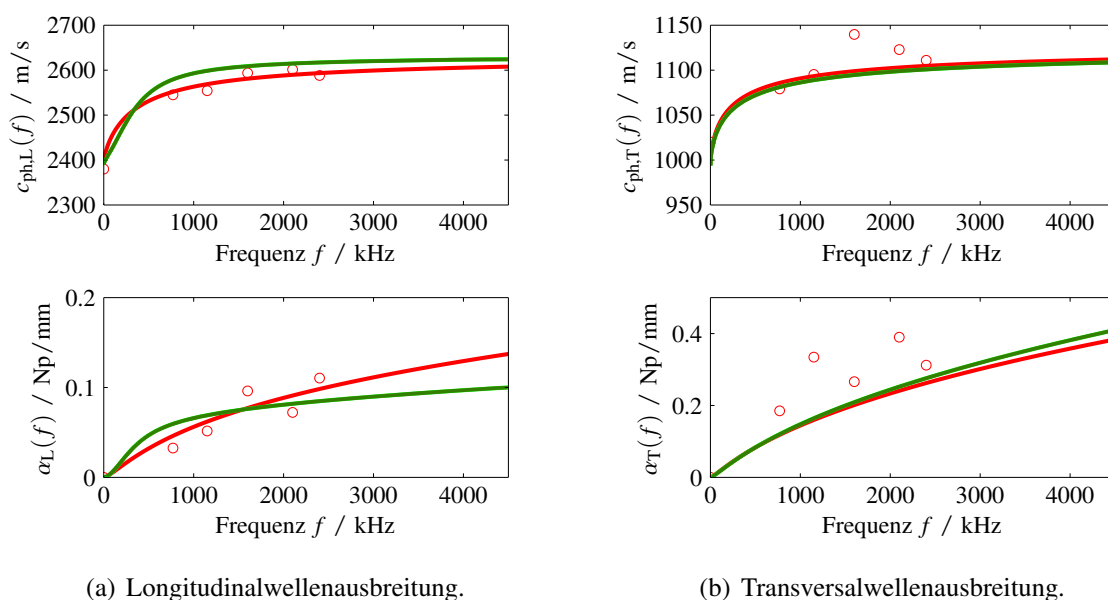 2700
2600
2500
2400
2300
c_ph,L(f) / m/s
0 1000 2000 3000 4000
Frequenz f / kHz
0.2
0.1
0
α_L(f) / Np/mm
0 1000 2000 3000 4000
Frequenz f / kHz
(a) Longitudinalwellenausbreitung.
1150
1100
1050
1000
950
c_ph,T(f) / m/s
0 1000 2000 3000 4000
Frequenz f / kHz
0.4
0.2
0
α_T(f) / Np/mm
0 1000 2000 3000 4000
Frequenz f / kHz
(b) Transversalwellenausbreitung.